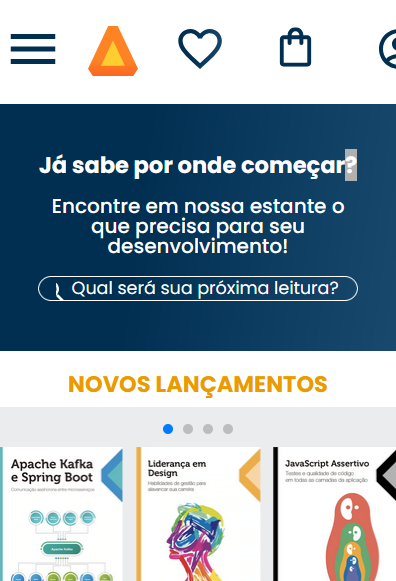 Já sabe por onde começar?
Encontre em nossa estante o
que precisa para seu
desenvolvimento!
Qual será sua próxima leitura?
NOVOS LANÇAMENTOS
Apache Kafka
e Spring Boot
Comunicação assíncrona entre microsserviços
Apache Kafka
Liderança em
Design
Habilidades de gestão para
alavancar sua carreira
JavaScript Assertivo
Testes e qualidade de código
em todas as camadas da aplicação